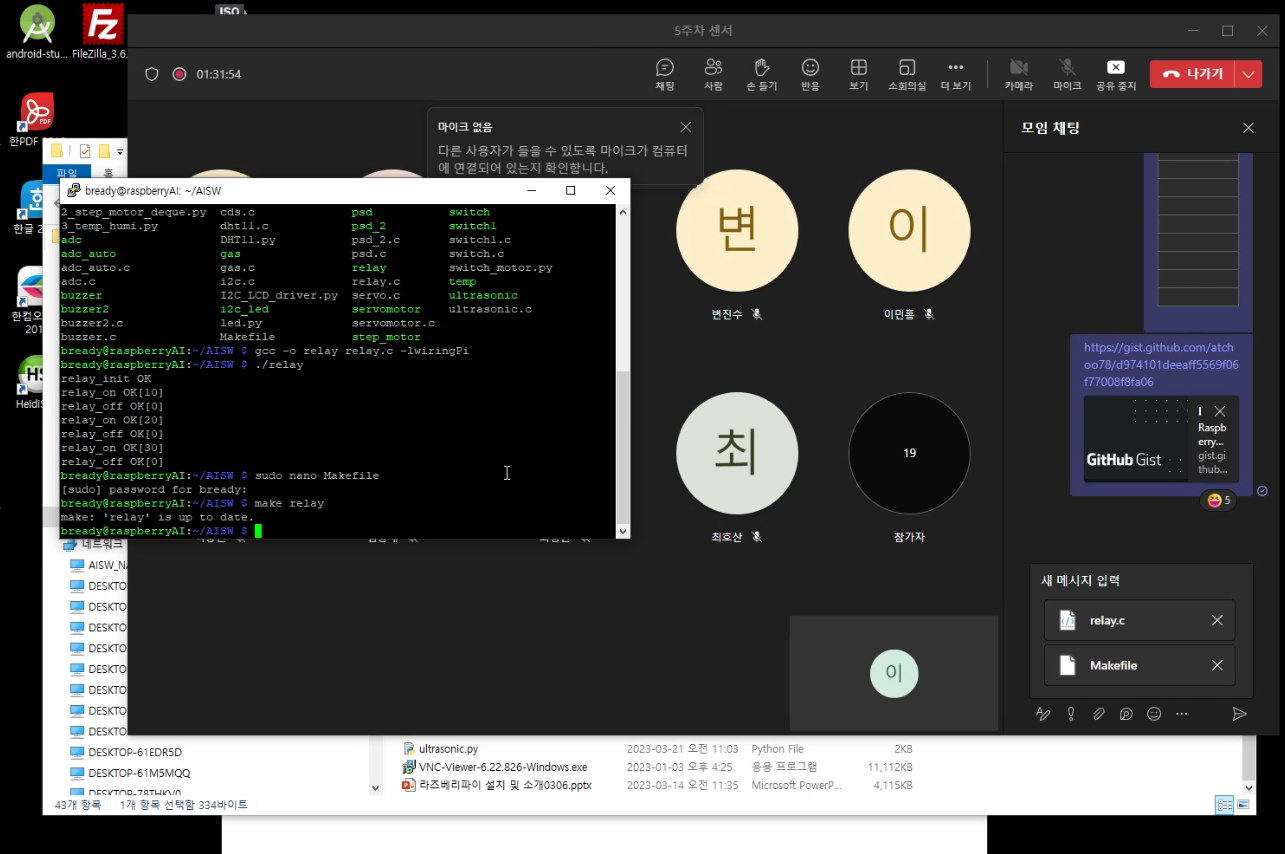 ISO
android-stu...
FileZilla_3.6.
5주차 센서
01:31:54
채팅
사람
손 들기
반응
보기
소회의실
더 보기
카메라
마이크
공유 중지
나가기
마이크 없음
다른 사용자가 들을 수 있도록 마이크가 컴퓨터
에 연결되어 있는지 확인합니다.
모임 채팅
파일
홈
bready@raspberryAI: ~/AISW
2_step_motor_deque.py cds.c psd switch
3_temp_humi.py dht11.c psd_2 switch1
adc DHT11.py psd_2.c switch1.c
adc_auto gas psd.c switch.c
adc_auto.c gas.c relay switch_motor.py
adc.c i2c.c relay.c temp
buzzer I2C_LCD_driver.py servo.c ultrasonic
buzzer2 i2c_led servomotor ultrasonic.c
buzzer2.c led.py servomotor.c
buzzer.c Makefile step_motor
bready@raspberryAI:~/AISW $ gcc -o relay relay.c -lwiringPi
bready@raspberryAI:~/AISW $ ./relay
relay_init OK
relay_on OK[10]
relay_off OK[0]
relay_on OK[20]
relay_off OK[0]
relay_on OK[30]
relay_off OK[0]
bready@raspberryAI:~/AISW $ sudo nano Makefile
[sudo] password for bready:
bready@raspberryAI:~/AISW $ make relay
make: 'relay' is up to date.
bready@raspberryAI:~/AISW $
변
이
변진수
이민홀
최
19
최호산
참가자
이
https://gist.github.com/atch
oo78/d974101deeaff5569f06
f77008f8fa06
GitHub Gist
Raspb
erry...
gist.gi
thub...
5
새 메시지 입력
relay.c
Makefile
한PDF
한글 2
한컴오
201
HeidiS
네트워크
AISW_NA
DESKTO
DESKTO
DESKTO
DESKTO
DESKTO
DESKTO
DESKTO
DESKTO
DESKTOP-61EDR5D
DESKTOP-61M5MQQ
DESKTOP-78THKV0
ultrasonic.py 2023-03-21 오전 11:03 Python File 2KB
VNC-Viewer-6.22.826-Windows.exe 2023-01-03 오후 4:25 응용 프로그램 11,112KB
라즈베리파이 설치 및 소개0306.pptx 2023-03-14 오전 11:35 Microsoft PowerP... 4,115KB
43개 항목 1개 항목 선택함 334바이트